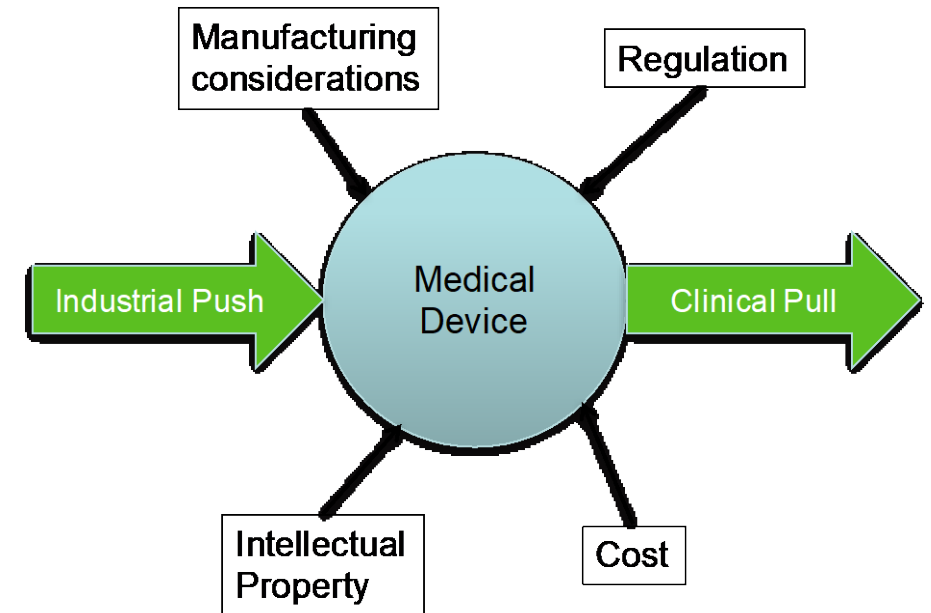 Manufacturing
considerations
Regulation
Industrial Push
Medical
Device
Clinical Pull
Intellectual
Property
Cost